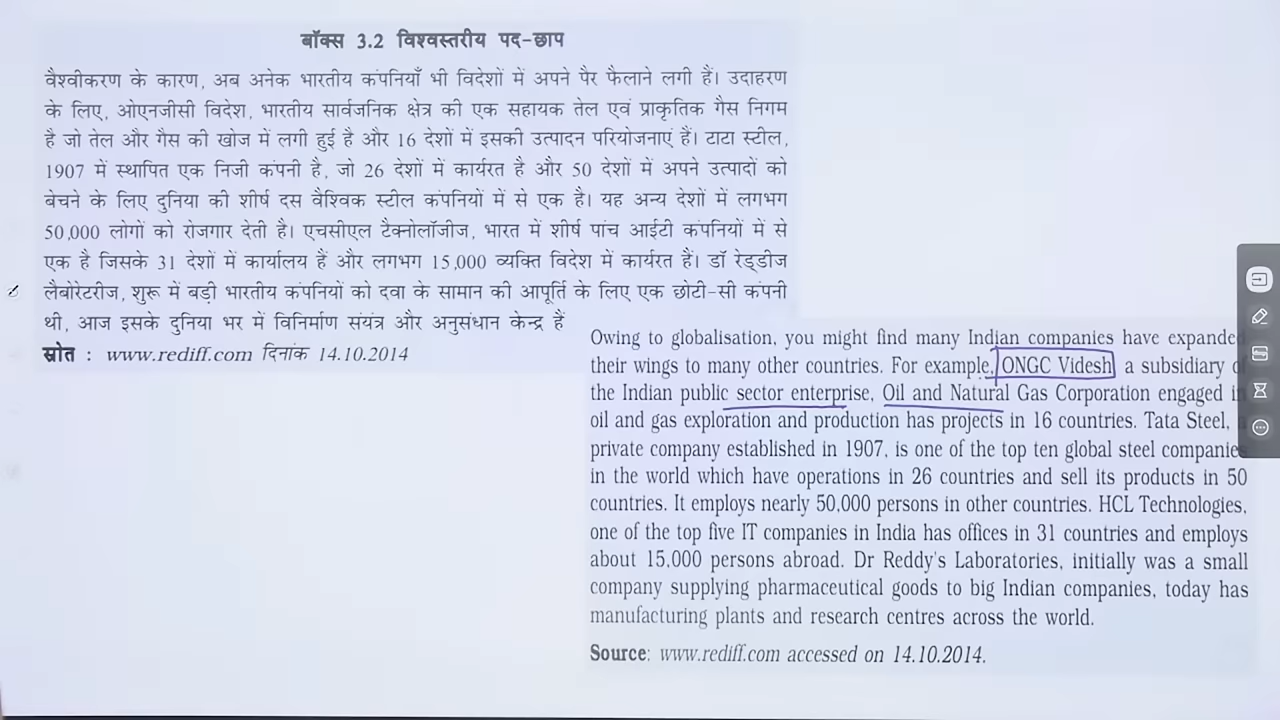 बॉक्स 3.2 विश्वस्तरीय पद-छाप
वैश्वीकरण के कारण, अब अनेक भारतीय कंपनियाँ भी विदेशों में अपने पैर फैलाने लगी हैं। उदाहरण
के लिए, ओएनजीसी विदेश, भारतीय सार्वजनिक क्षेत्र की एक सहायक तेल एवं प्राकृतिक गैस निगम
है जो तेल और गैस की खोज में लगी हुई है और 16 देशों में इसकी उत्पादन परियोजनाएं हैं। टाटा स्टील,
1907 में स्थापित एक निजी कंपनी है, जो 26 देशों में कार्यरत है और 50 देशों में अपने उत्पादों को
बेचने के लिए दुनिया की शीर्ष दस वैश्विक स्टील कंपनियों में से एक है। यह अन्य देशों में लगभग
50,000 लोगों को रोजगार देती है। एचसीएल टैक्नोलॉजीज, भारत में शीर्ष पांच आईटी कंपनियों में से
एक है जिसके 31 देशों में कार्यालय हैं और लगभग 15,000 व्यक्ति विदेश में कार्यरत हैं। डॉ रेड्डीज
लैबोरेटरीज, शुरू में बड़ी भारतीय कंपनियों को दवा के सामान की आपूर्ति के लिए एक छोटी-सी कंपनी
थी, आज इसके दुनिया भर में विनिर्माण संयंत्र और अनुसंधान केन्द्र हैं
स्रोत : www.rediff.com दिनांक 14.10.2014
Owing to globalisation, you might find many Indian companies have expanded
their wings to many other countries. For example, ONGC Videsh a subsidiary
the Indian public sector enterprise, Oil and Natural Gas Corporation engaged
oil and gas exploration and production has projects in 16 countries. Tata Steel,
private company established in 1907, is one of the top ten global steel companies
in the world which have operations in 26 countries and sell its products in 50
countries. It employs nearly 50,000 persons in other countries. HCL Technologies,
one of the top five IT companies in India has offices in 31 countries and employs
about 15,000 persons abroad. Dr Reddy's Laboratories, initially was a small
company supplying pharmaceutical goods to big Indian companies, today has
manufacturing plants and research centres across the world.
Source: www.rediff.com accessed on 14.10.2014.